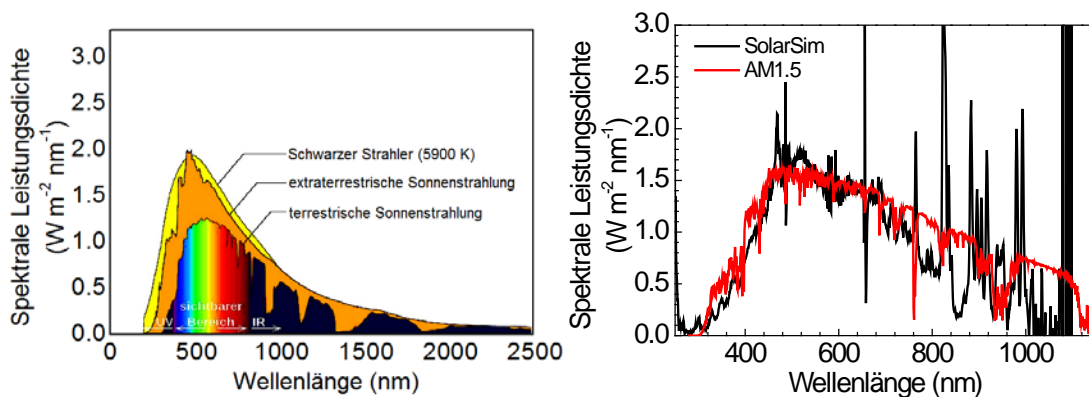 Spektrale Leistungsdichte
(W m-2 nm-1)
3.0
2.5
2.0
1.5
1.0
0.5
0.0
Schwarzer Strahler (5900 K)
extraterrestrische Sonnenstrahlung
terrestrische Sonnenstrahlung
sichtbarer
UV Bereich IR
0 500 1000 1500 2000 2500
Wellenlänge (nm)
Spektrale Leistungsdichte
(W m-2 nm-1)
3.0
2.5
2.0
1.5
1.0
0.5
0.0
SolarSim
AM1.5
400 600 800 1000
Wellenlänge (nm)